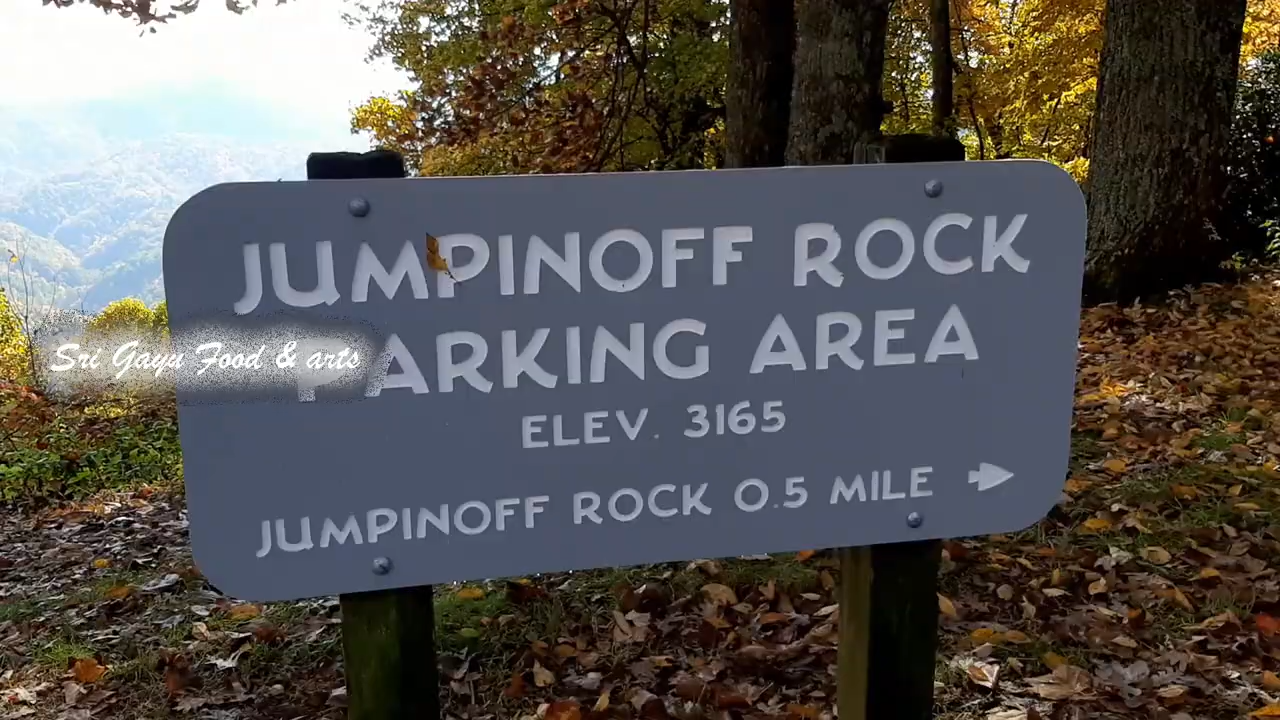 JUMPINOFF ROCK
PARKING AREA
ELEV. 3165
JUMPINOFF ROCK 0.5 MILE
Sri Gayu Food & arts